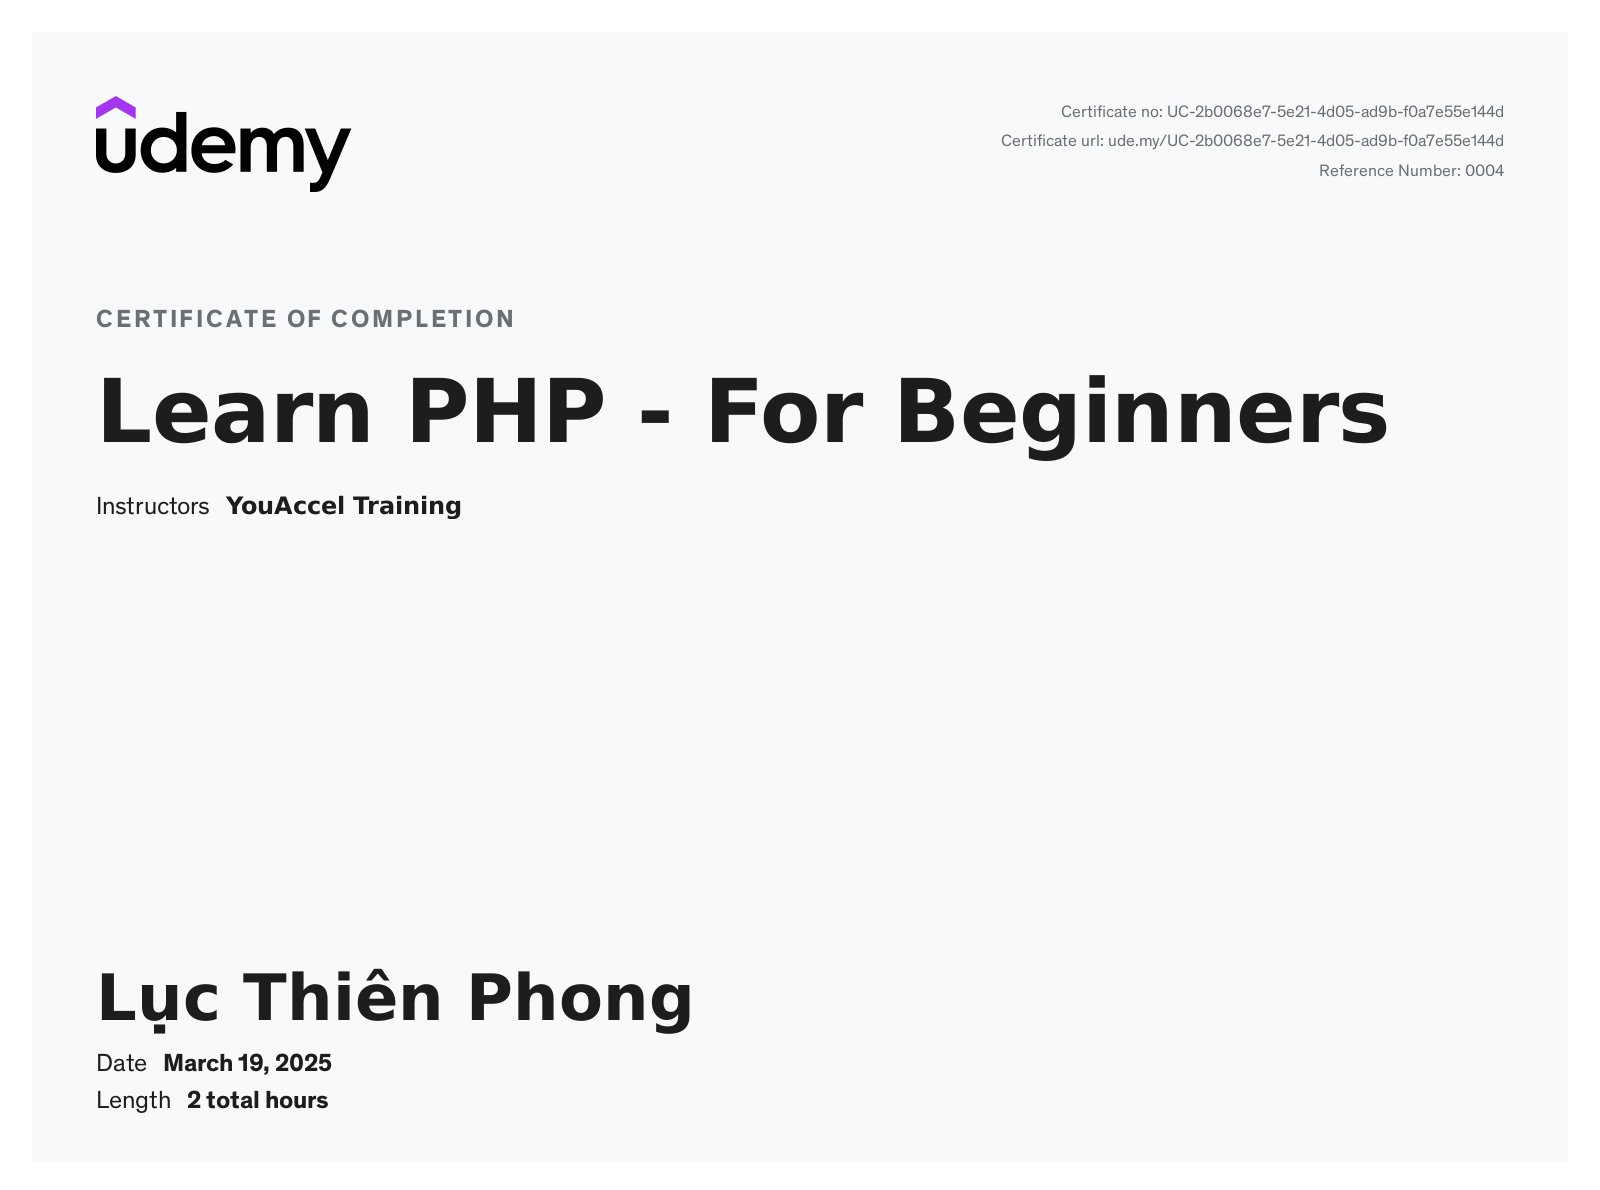 udemy
Certificate no: UC-2b0068e7-5e21-4d05-ad9b-f0a7e55e144d
Certificate url: ude.my/UC-2b0068e7-5e21-4d05-ad9b-f0a7e55e144d
Reference Number: 0004
CERTIFICATE OF COMPLETION
Learn PHP - For Beginners
Instructors YouAccel Training
Lục Thiên Phong
Date March 19, 2025
Length 2 total hours